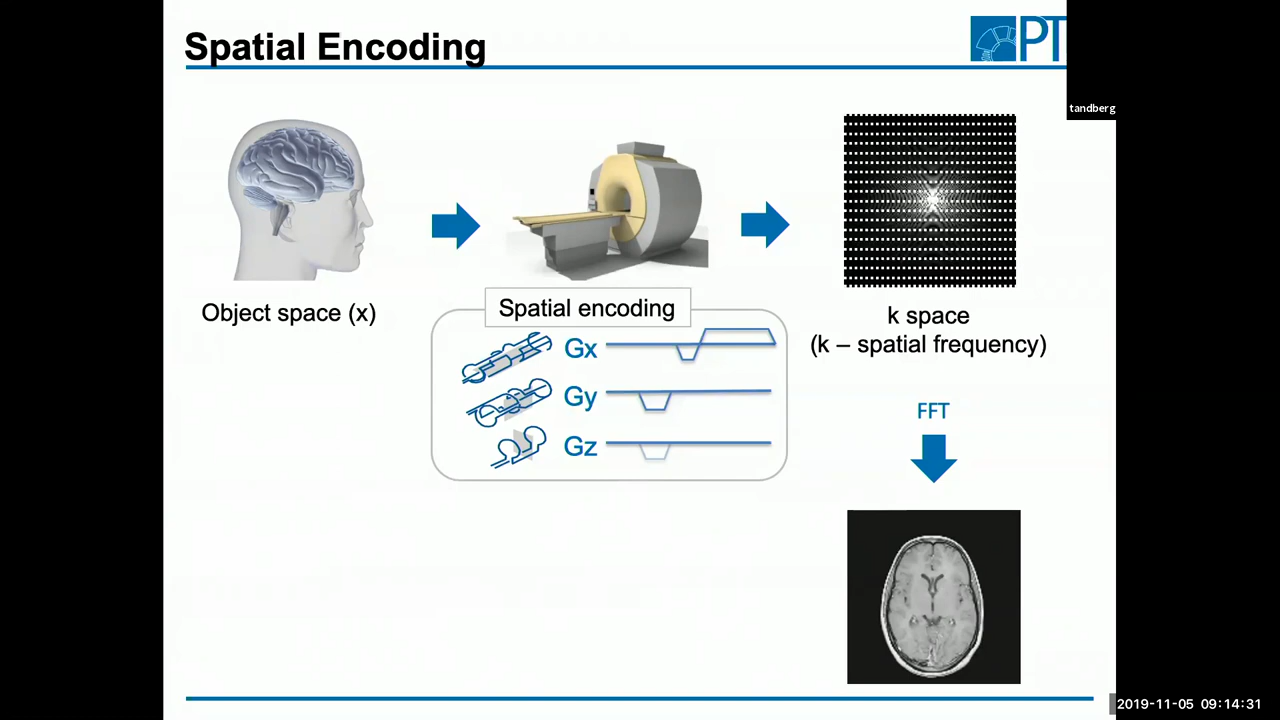 Spatial Encoding
PT
tandberg
Object space (x)
Spatial encoding
Gx
Gy
Gz
k space
(k – spatial frequency)
FFT
2019-11-05 09:14:31